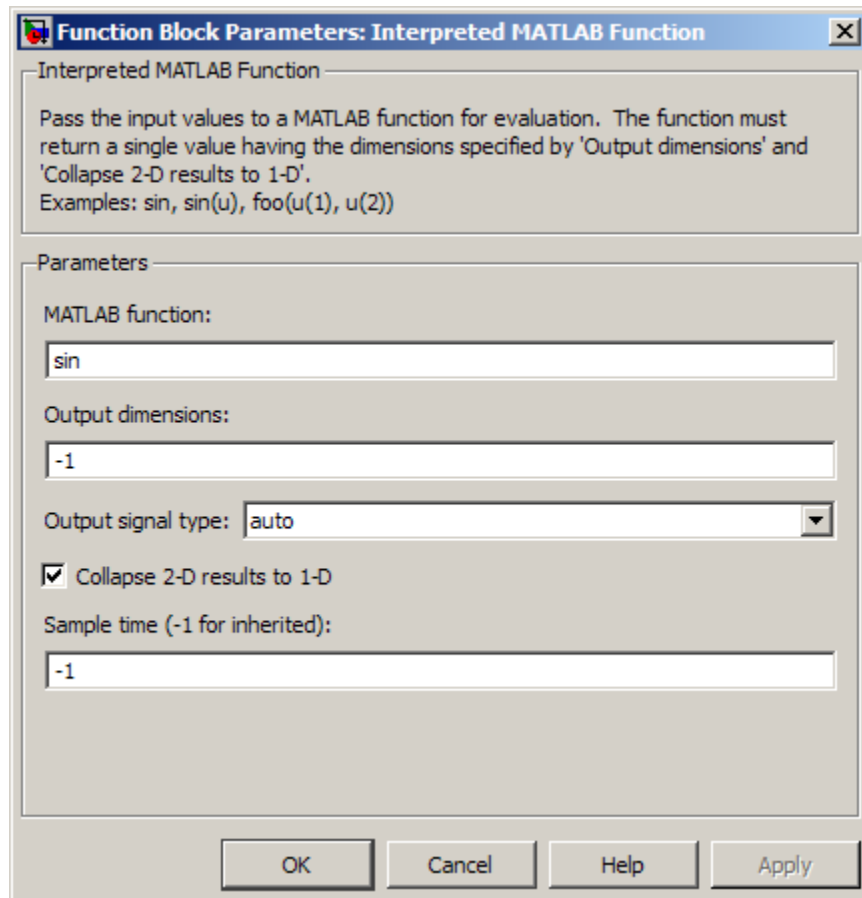 Function Block Parameters: Interpreted MATLAB Function
Interpreted MATLAB Function
Pass the input values to a MATLAB function for evaluation. The function must
return a single value having the dimensions specified by 'Output dimensions' and
'Collapse 2-D results to 1-D'.
Examples: sin, sin(u), foo(u(1), u(2))
Parameters
MATLAB function:
sin
Output dimensions:
-1
Output signal type: auto
Collapse 2-D results to 1-D
Sample time (-1 for inherited):
-1
OK Cancel Help Apply